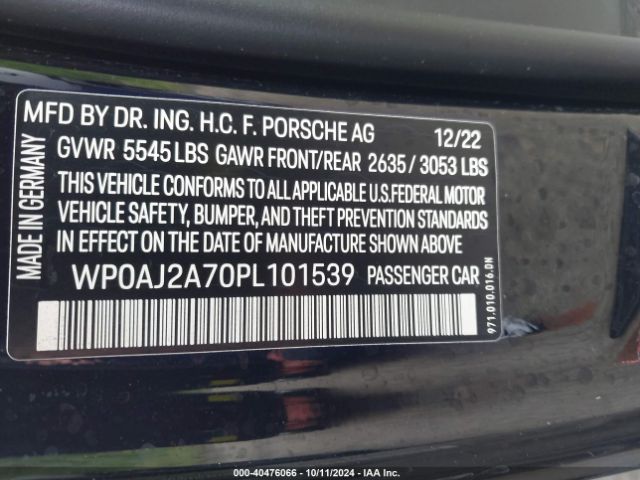 MFD BY DR. ING. H.C. F. PORSCHE AG 12/22
GVWR 5545 LBS GAWR FRONT/REAR 2635 / 3053 LBS
THIS VEHICLE CONFORMS TO ALL APPLICABLE U.S. FEDERAL MOTOR
VEHICLE SAFETY, BUMPER, AND THEFT PREVENTION STANDARDS
IN EFFECT ON THE DATE OF MANUFACTURE SHOWN ABOVE
WP0AJ2A70PL101539 PASSENGER CAR
MADE IN GERMANY
971.010.016.DN
000-40476066 - 10/11/2024 - IAA Inc.